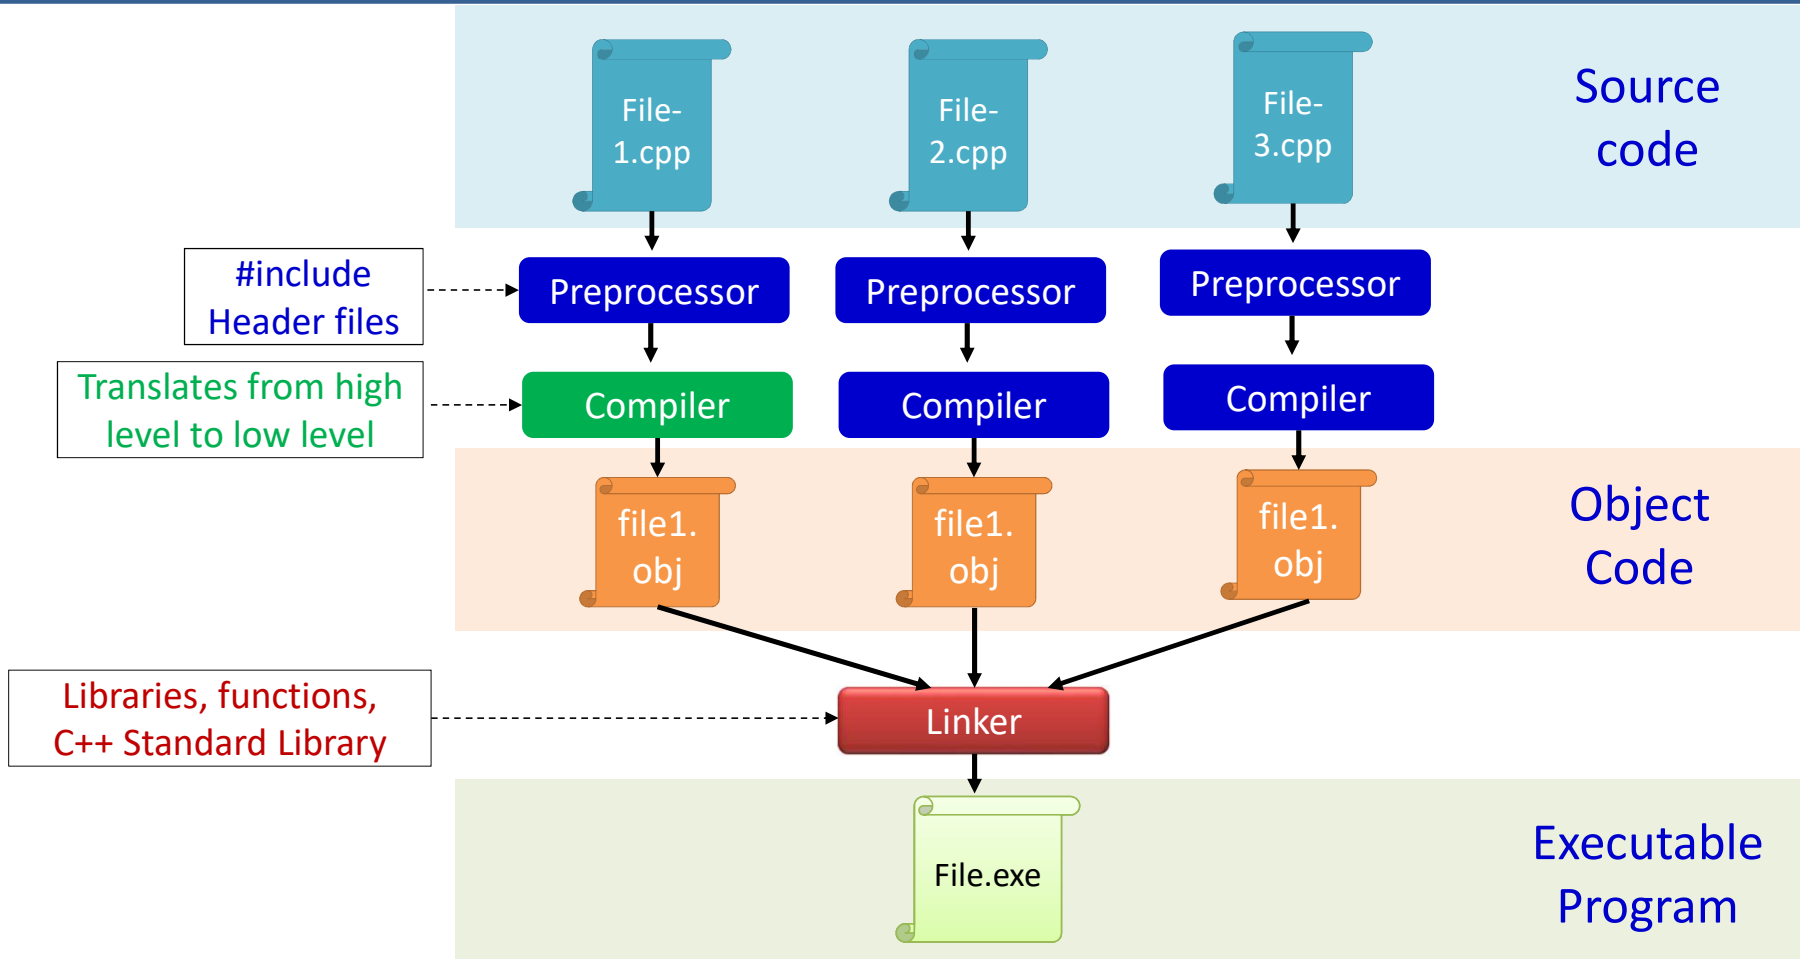 File-
1.cpp
File-
2.cpp
File-
3.cpp
Source
code
#include
Header files
Preprocessor
Preprocessor
Preprocessor
Translates from high
level to low level
Compiler
Compiler
Compiler
file1.
obj
file1.
obj
file1.
obj
Object
Code
Libraries, functions,
C++ Standard Library
Linker
File.exe
Executable
Program